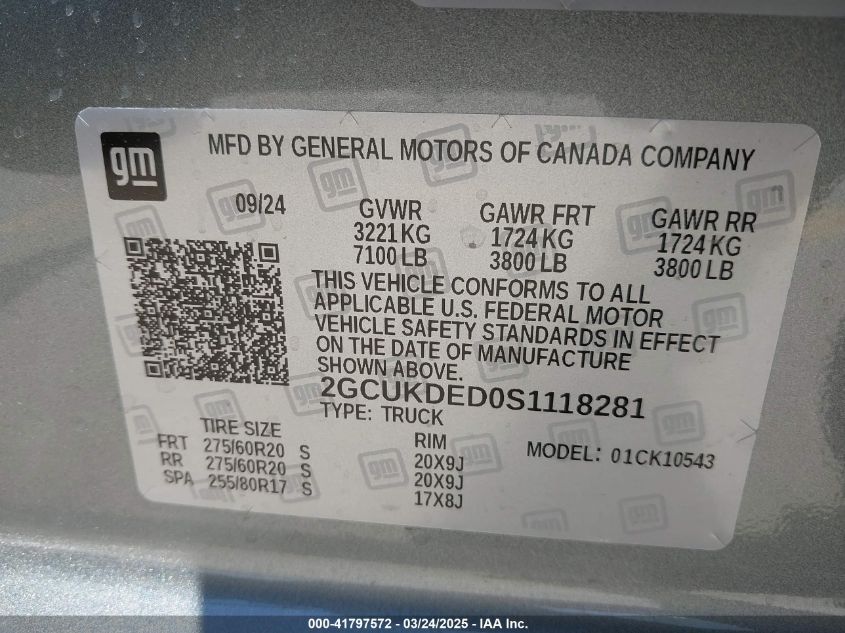 gm
MFD BY GENERAL MOTORS OF CANADA COMPANY
09/24
GVWR
3221 KG
7100 LB
GAWR FRT
1724 KG
3800 LB
GAWR RR
1724 KG
3800 LB
THIS VEHICLE CONFORMS TO ALL
APPLICABLE U.S. FEDERAL MOTOR
VEHICLE SAFETY STANDARDS IN EFFECT
ON THE DATE OF MANUFACTURE
SHOWN ABOVE.
2GCUKDED0S1118281
TYPE: TRUCK
TIRE SIZE
FRT 275/60R20 S
RR 275/60R20 S
SPA 255/80R17 S
RIM
20X9J
20X9J
17X8J
MODEL: 01CK10543
000-41797572 - 03/24/2025 - IAA Inc.